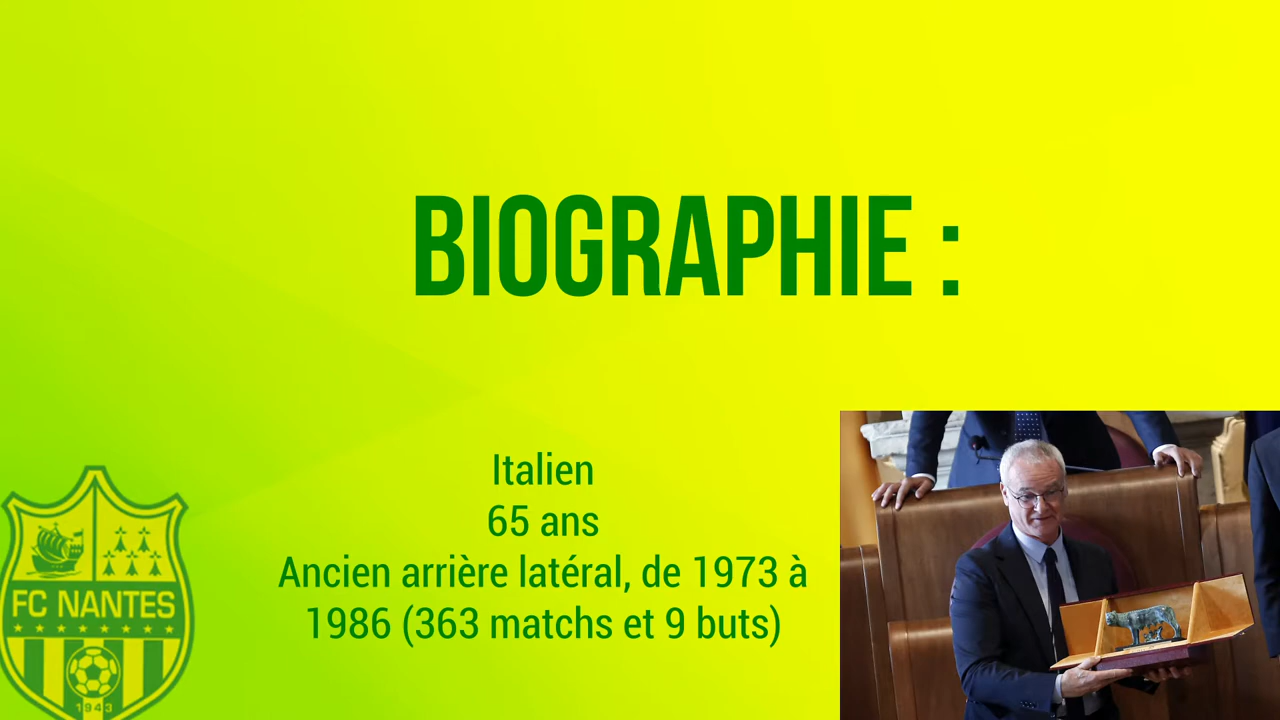 BIOGRAPHIE :
Italien
65 ans
Ancien arrière latéral, de 1973 à
1986 (363 matchs et 9 buts)
FC NANTES
1943